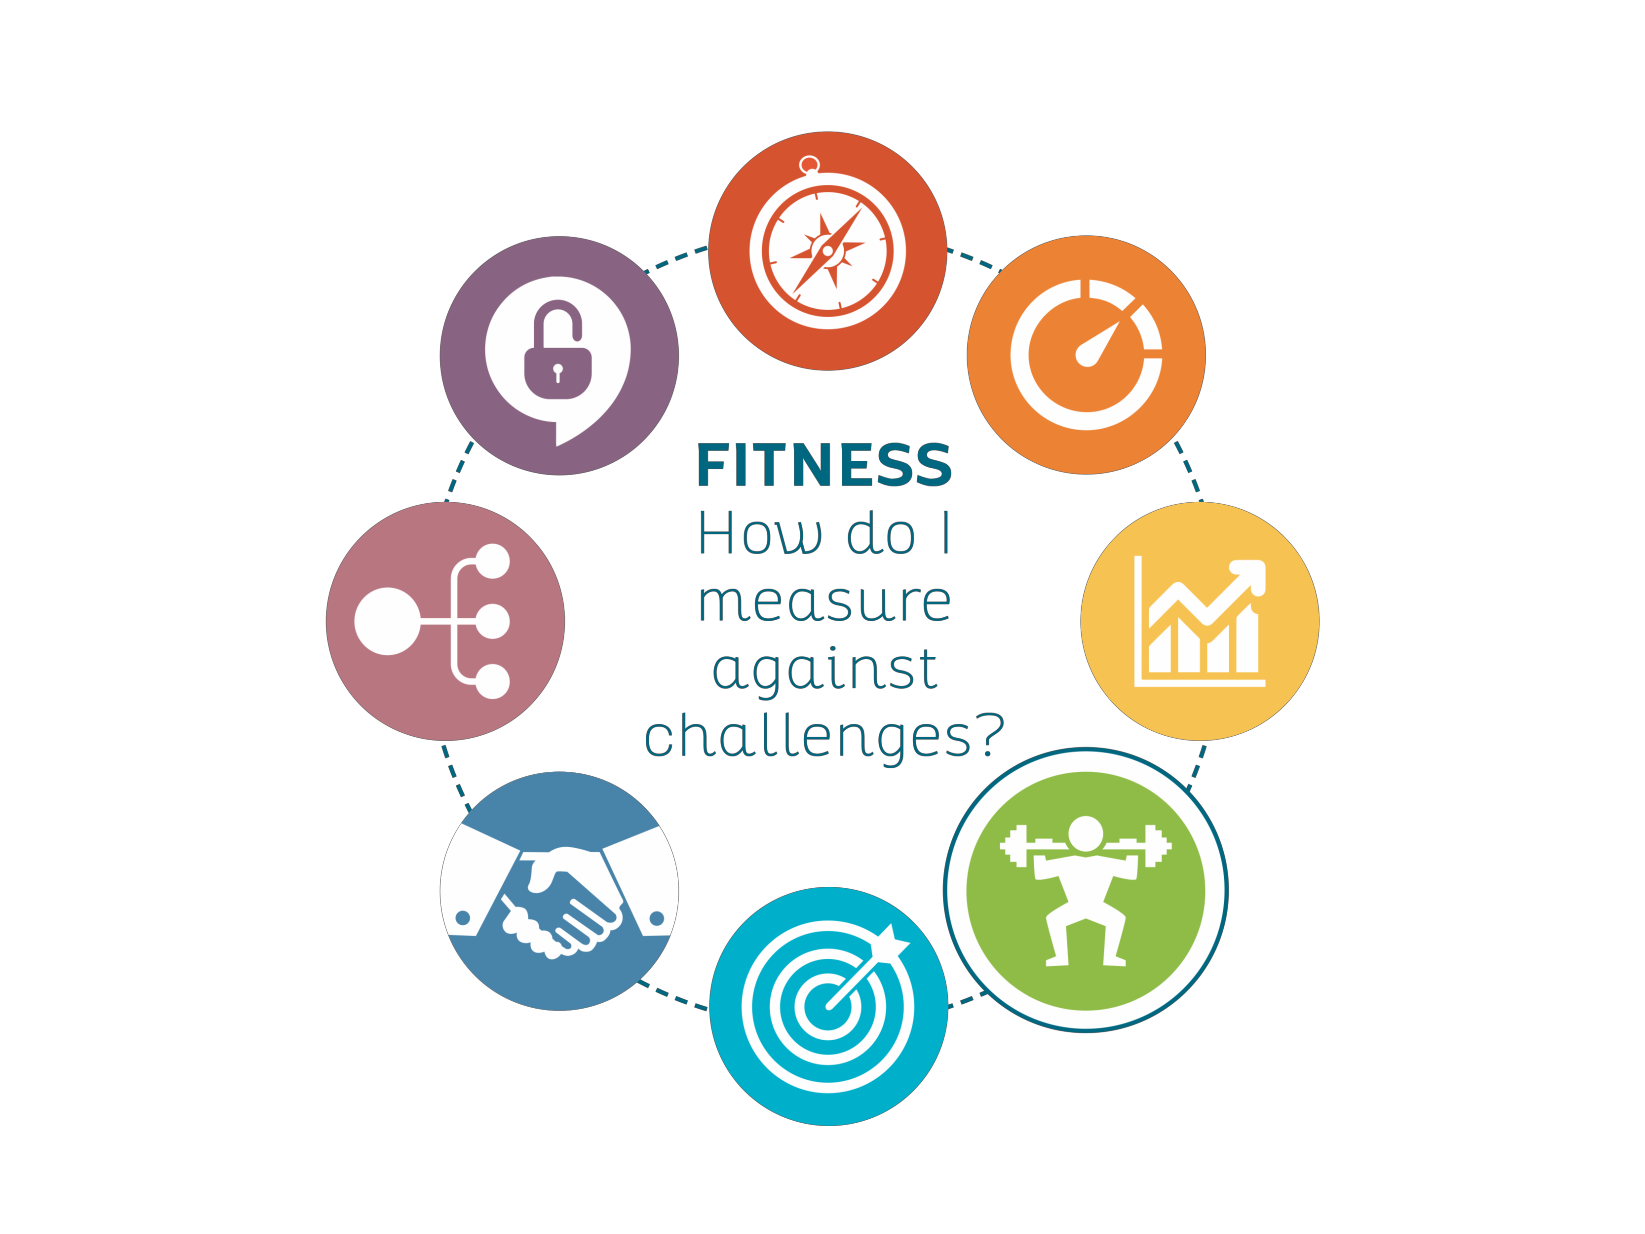 FITNESS
How do I
measure
against
challenges?